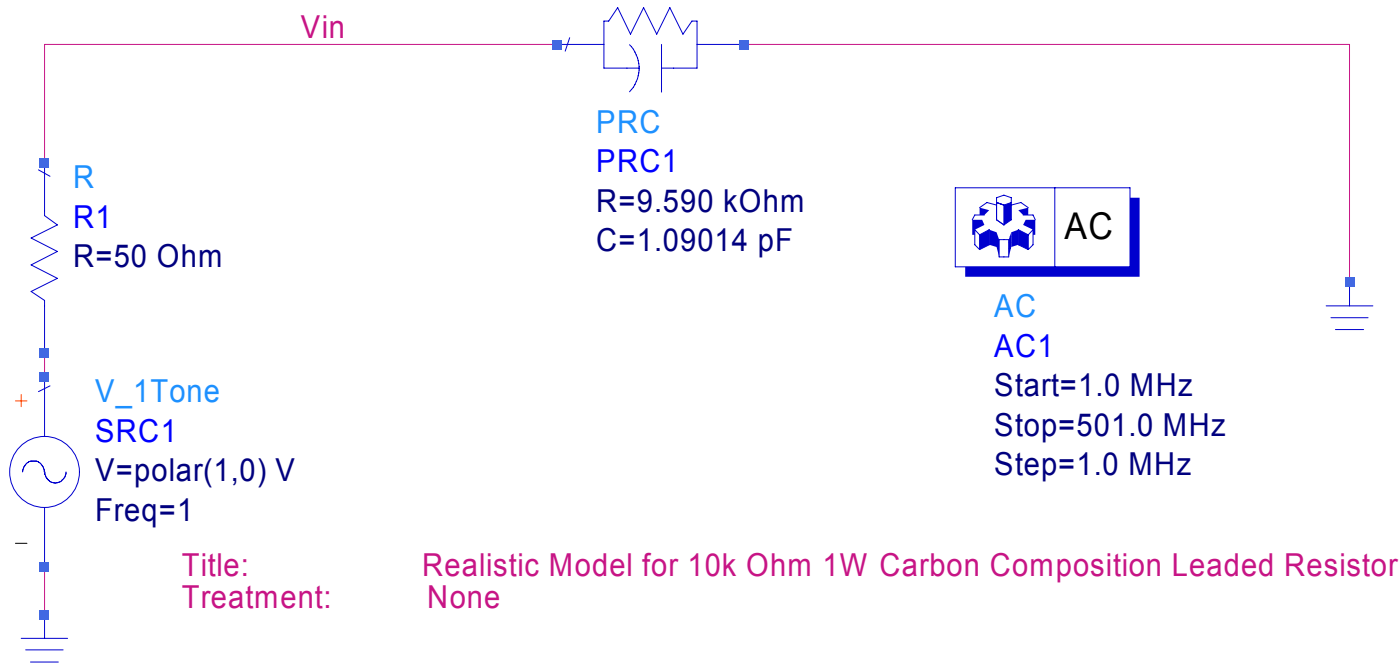 Vin
PRC
PRC1
R=9.590 kOhm
C=1.09014 pF
R
R1
R=50 Ohm
AC
AC
AC1
Start=1.0 MHz
Stop=501.0 MHz
Step=1.0 MHz
+
V_1Tone
SRC1
V=polar(1,0) V
Freq=1
−
Title: Realistic Model for 10k Ohm 1W Carbon Composition Leaded Resistor
Treatment: None